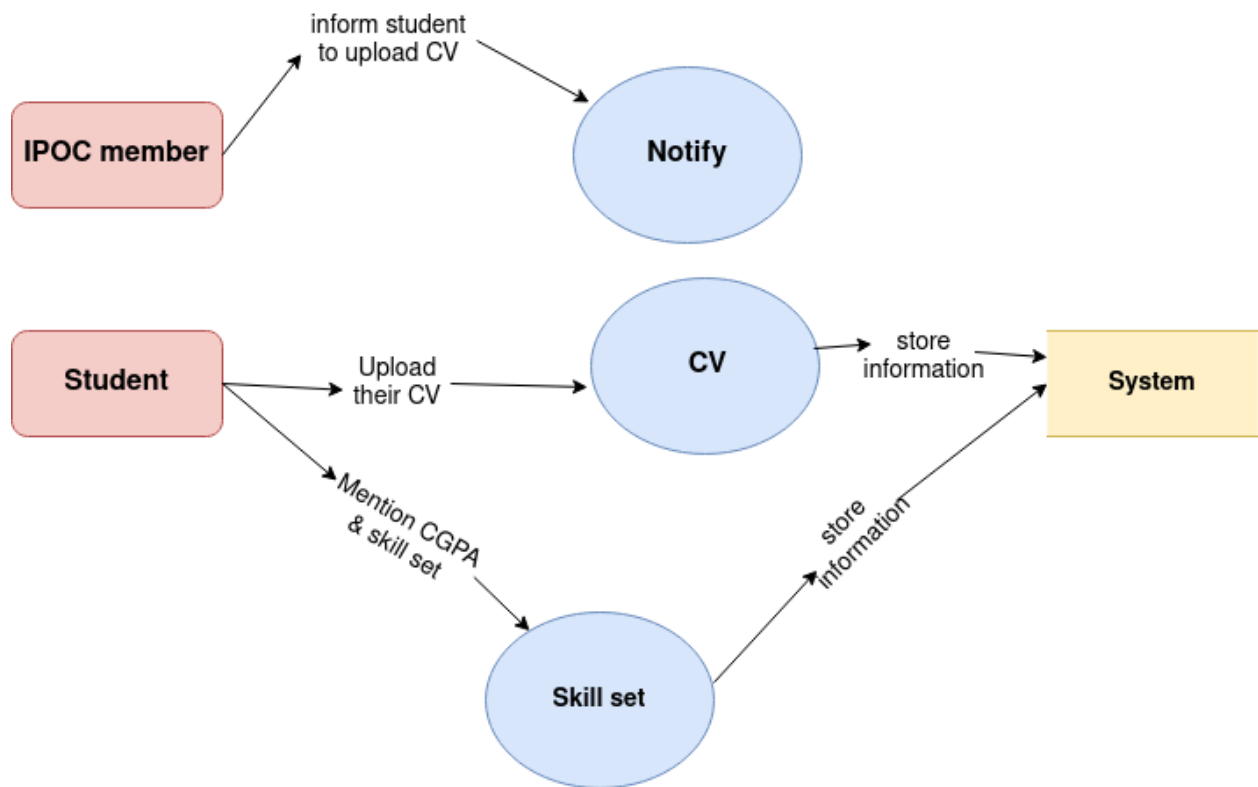 inform student
to upload CV
IPOC member
Notify
Student
Upload
their CV
CV
store
information
System
Mention CGPA
& skill set
store
information
Skill set